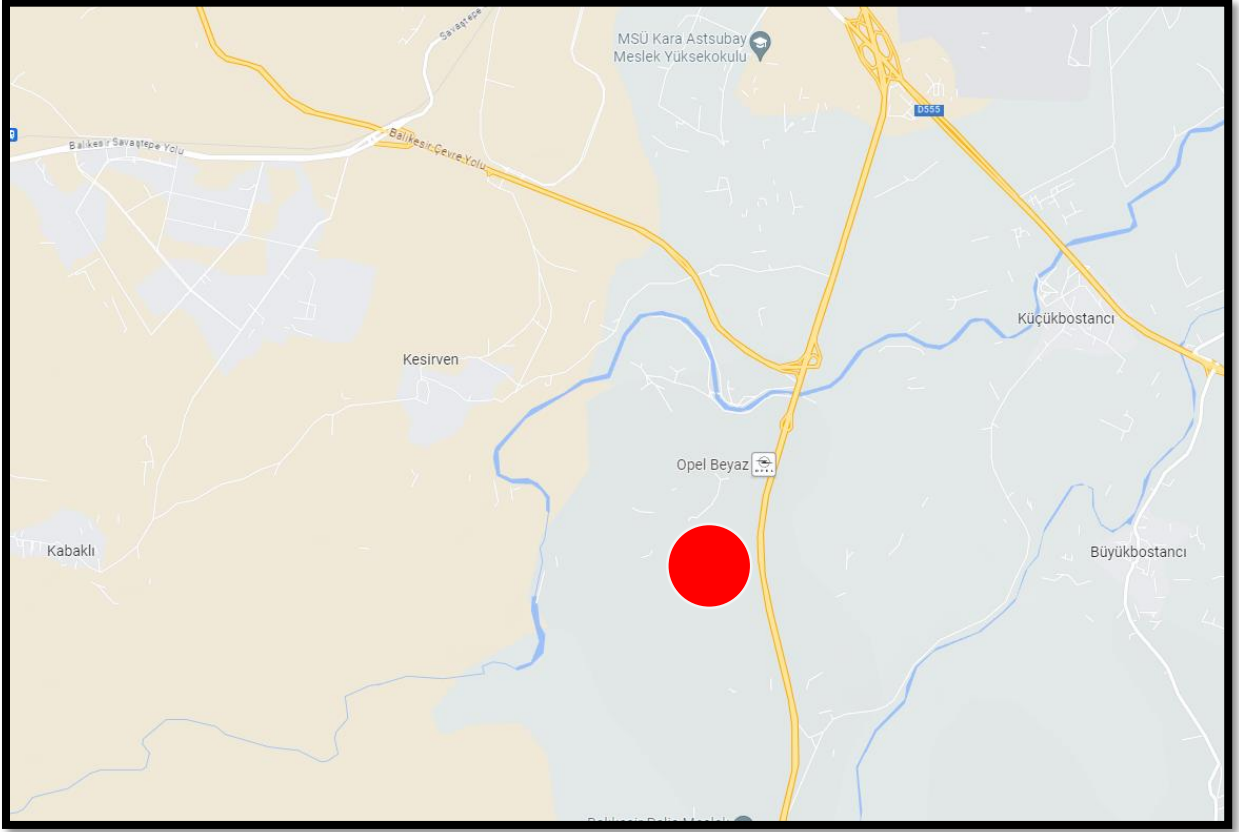 Savaştepe
MSÜ Kara Astsubay
Meslek Yüksekokulu
D555
Balıkesir Savaştepe Yolu
Balıkesir Çevre Yolu
Küçükbostancı
Kesirven
Opel Beyaz
Kabaklı
Büyükbostancı